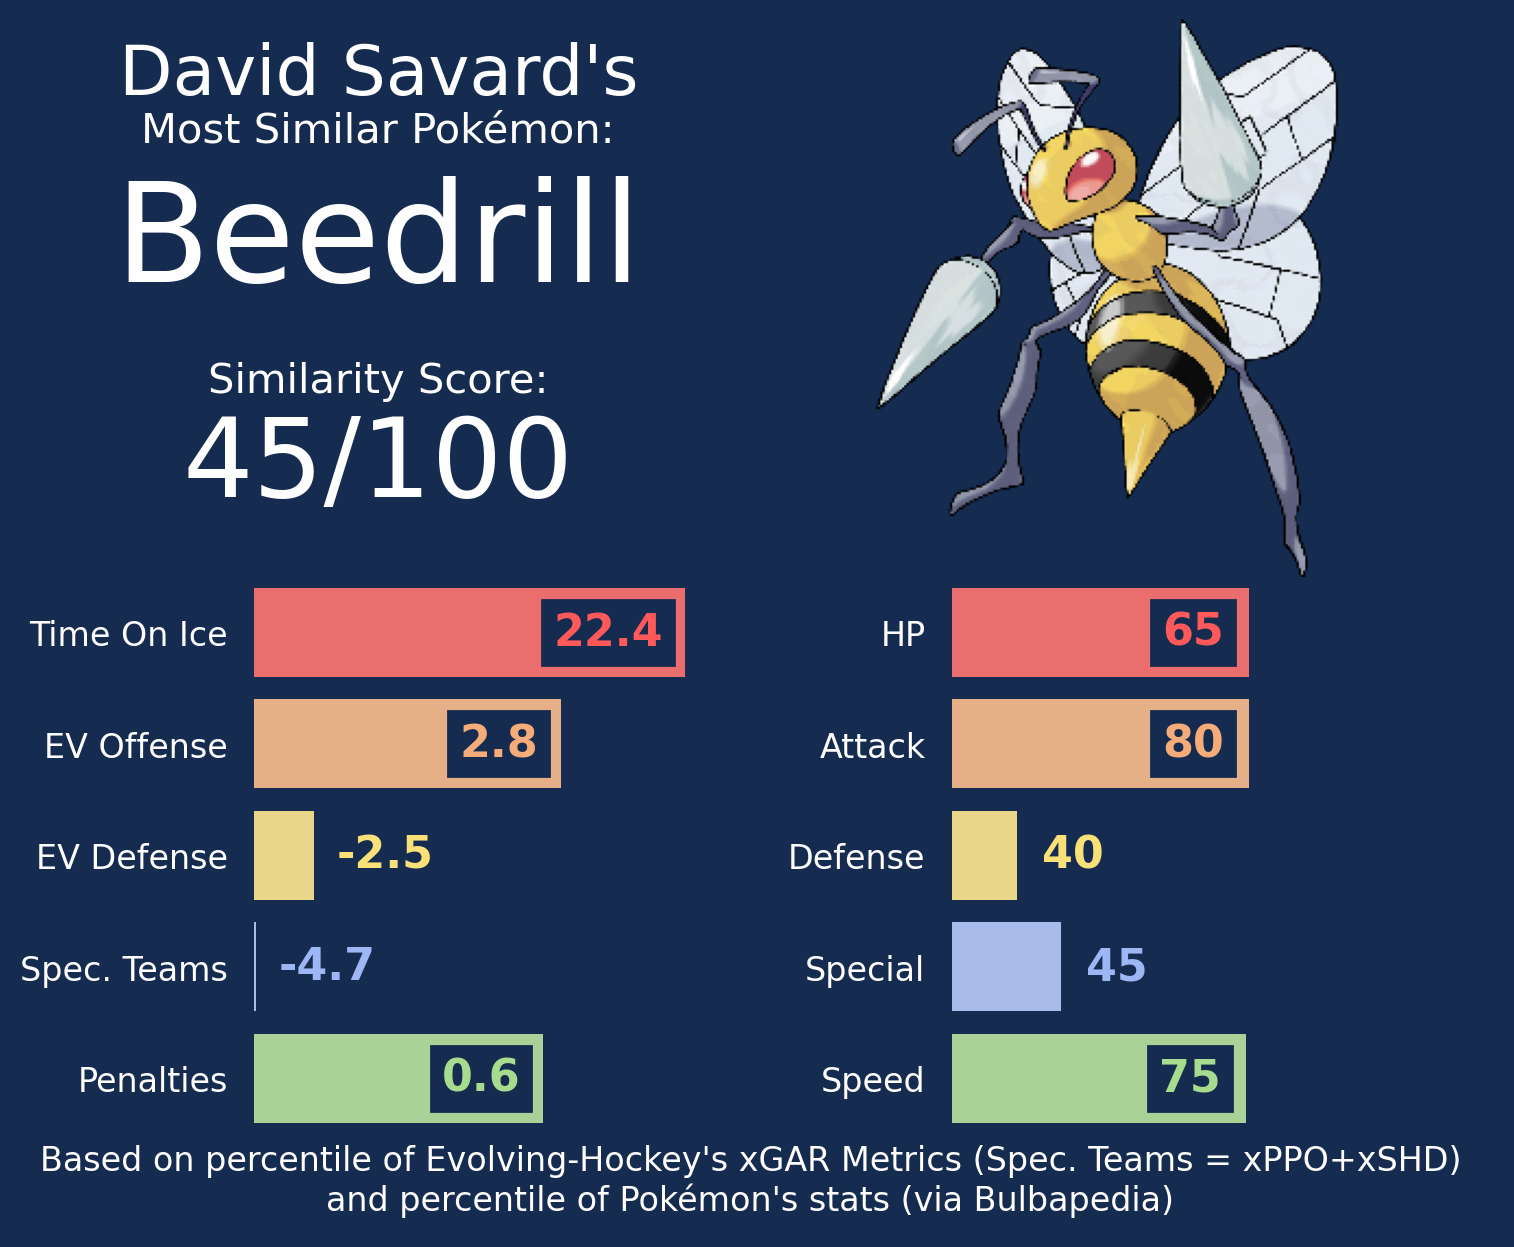 David Savard's
Most Similar Pokémon:
Beedrill
Similarity Score:
45/100
Time On Ice 22.4
EV Offense 2.8
EV Defense -2.5
Spec. Teams -4.7
Penalties 0.6
HP 65
Attack 80
Defense 40
Special 45
Speed 75
Based on percentile of Evolving-Hockey's xGAR Metrics (Spec. Teams = xPPO+xSHD)
and percentile of Pokémon's stats (via Bulbapedia)